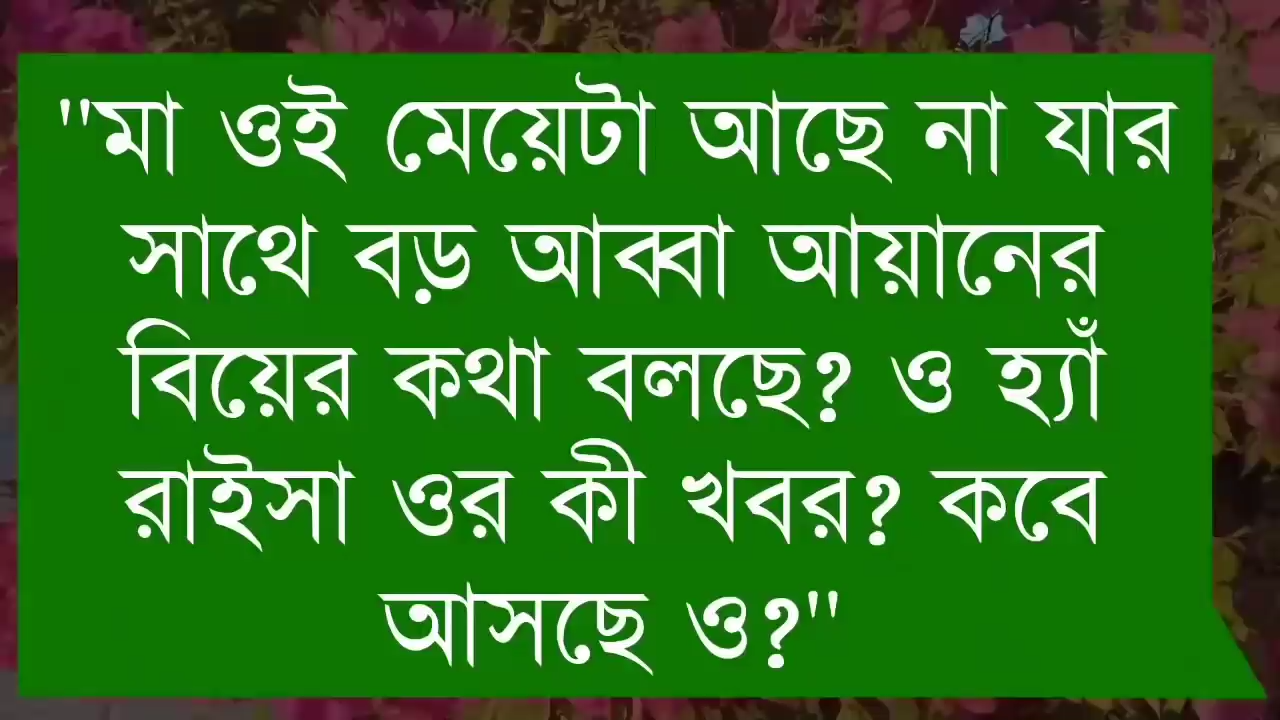 "মা ওই মেয়েটা আছে না যার
সাথে বড় আব্বা আয়ানের
বিয়ের কথা বলছে? ও হ্যাঁ
রাইসা ওর কী খবর? কবে
আসছে ও?"